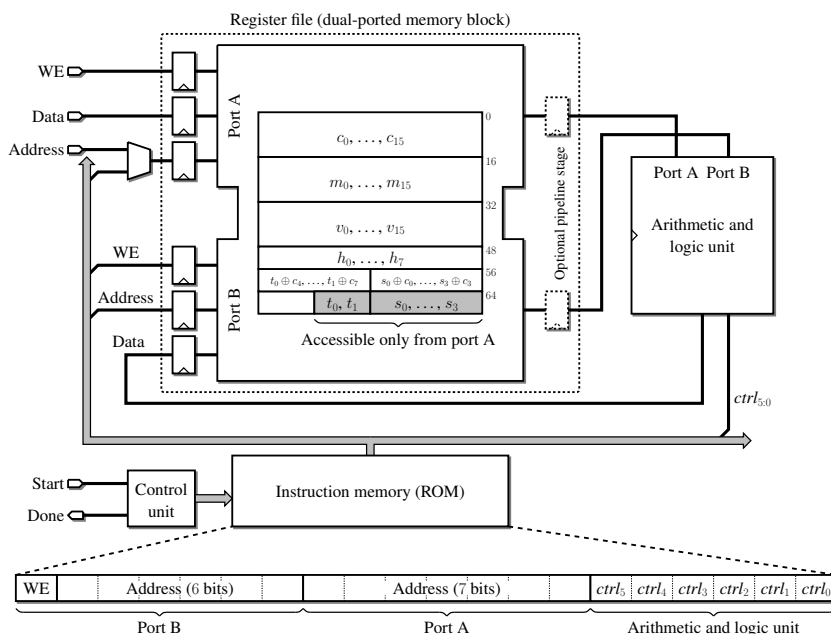 Register file (dual-ported memory block)
WE
Data
Address
Port A
0
c0, . . . , c15
16
m0, . . . , m15
32
v0, . . . , v15
48
h0, . . . , h7
56
t0 ⊕ c4, . . . , t1 ⊕ c7
s0 ⊕ c0, . . . , s3 ⊕ c3
64
t0, t1
s0, . . . , s3
Accessible only from port A
WE
Address
Data
Port B
Optional pipeline stage
Port A Port B
Arithmetic and
logic unit
ctrl5:0
Start
Done
Control
unit
Instruction memory (ROM)
WE
Address (6 bits)
Address (7 bits)
ctrl5
ctrl4
ctrl3
ctrl2
ctrl1
ctrl0
Port B
Port A
Arithmetic and logic unit